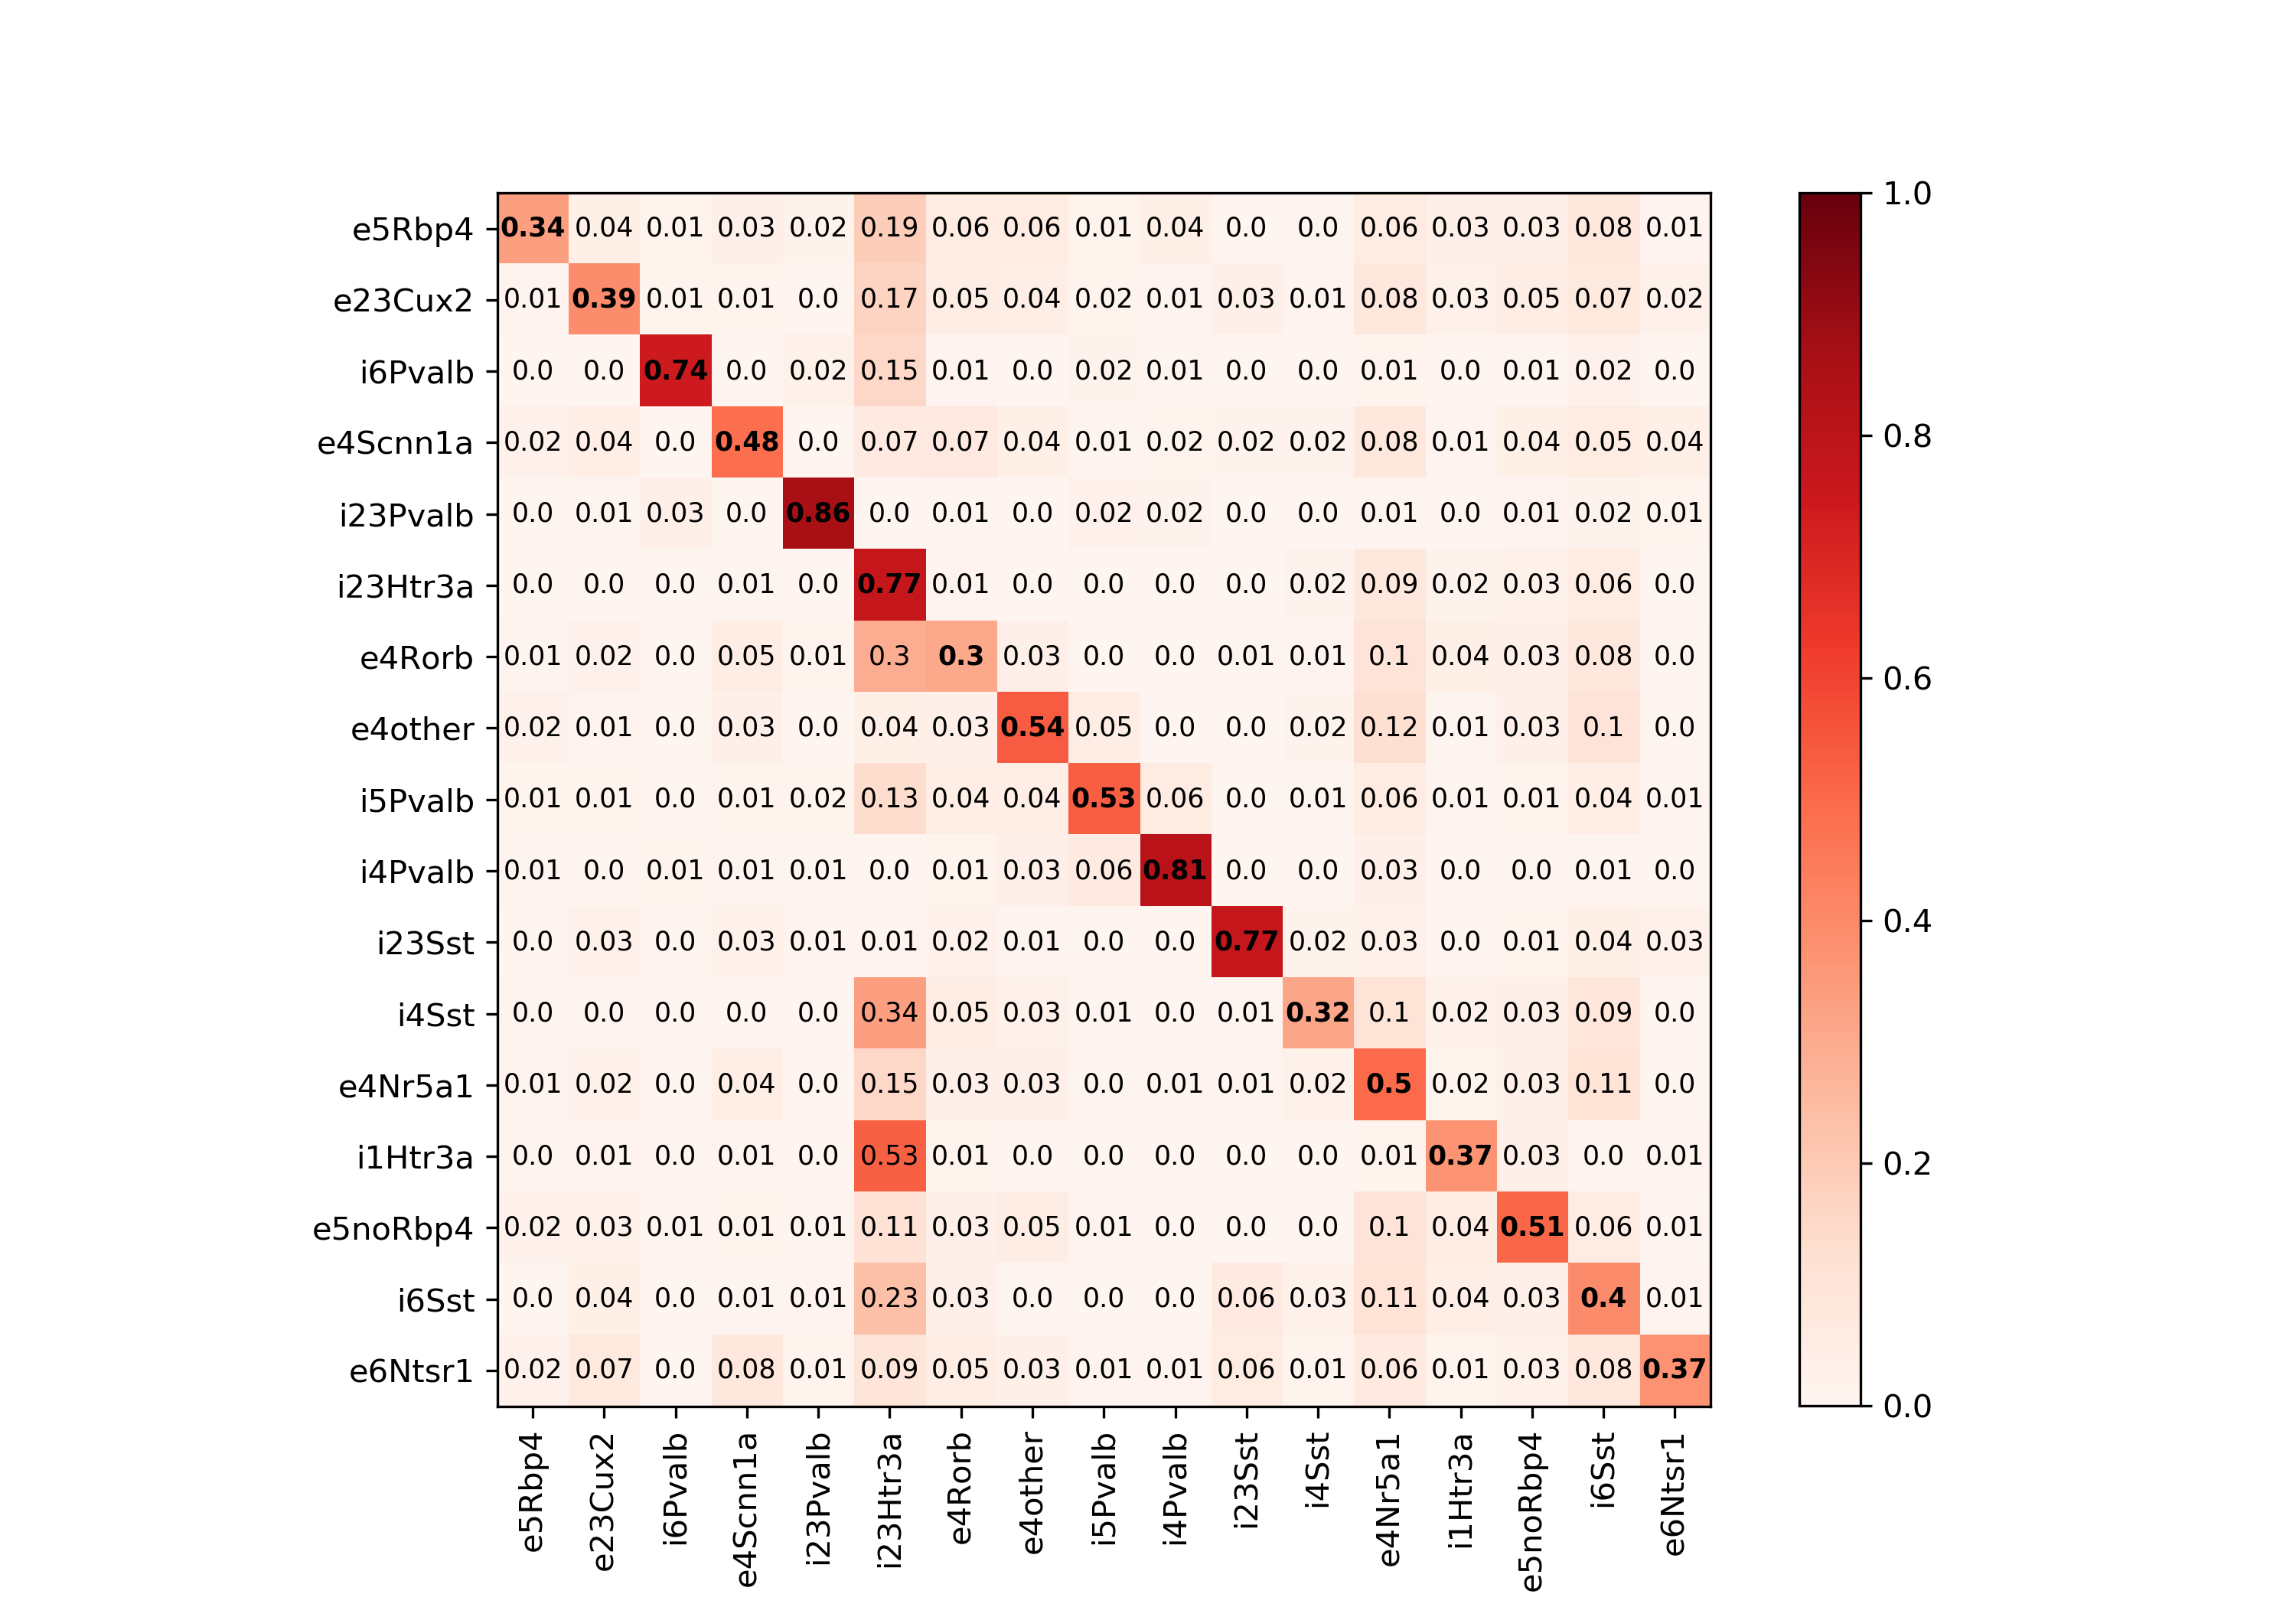 e5Rbp4 0.34 0.04 0.01 0.03 0.02 0.19 0.06 0.06 0.01 0.04 0.0 0.0 0.06 0.03 0.03 0.08 0.01
e23Cux2 0.01 0.39 0.01 0.01 0.0 0.17 0.05 0.04 0.02 0.01 0.03 0.01 0.08 0.03 0.05 0.07 0.02
i6Pvalb 0.0 0.0 0.74 0.0 0.02 0.15 0.01 0.0 0.02 0.01 0.0 0.0 0.01 0.0 0.01 0.02 0.0
e4Scnn1a 0.02 0.04 0.0 0.48 0.0 0.07 0.07 0.04 0.01 0.02 0.02 0.02 0.08 0.01 0.04 0.05 0.04
i23Pvalb 0.0 0.01 0.03 0.0 0.86 0.0 0.01 0.0 0.02 0.02 0.0 0.0 0.01 0.0 0.01 0.02 0.01
i23Htr3a 0.0 0.0 0.0 0.01 0.0 0.77 0.01 0.0 0.0 0.0 0.0 0.02 0.09 0.02 0.03 0.06 0.0
e4Rorb 0.01 0.02 0.0 0.05 0.01 0.3 0.3 0.03 0.0 0.0 0.01 0.01 0.1 0.04 0.03 0.08 0.0
e4other 0.02 0.01 0.0 0.03 0.0 0.04 0.03 0.54 0.05 0.0 0.0 0.02 0.12 0.01 0.03 0.1 0.0
i5Pvalb 0.01 0.01 0.0 0.01 0.02 0.13 0.04 0.04 0.53 0.06 0.0 0.01 0.06 0.01 0.01 0.04 0.01
i4Pvalb 0.01 0.0 0.01 0.01 0.01 0.0 0.01 0.03 0.06 0.81 0.0 0.0 0.03 0.0 0.0 0.01 0.0
i23Sst 0.0 0.03 0.0 0.03 0.01 0.01 0.02 0.01 0.0 0.0 0.77 0.02 0.03 0.0 0.01 0.04 0.03
i4Sst 0.0 0.0 0.0 0.0 0.0 0.34 0.05 0.03 0.01 0.0 0.01 0.32 0.1 0.02 0.03 0.09 0.0
e4Nr5a1 0.01 0.02 0.0 0.04 0.0 0.15 0.03 0.03 0.0 0.01 0.01 0.02 0.5 0.02 0.03 0.11 0.0
i1Htr3a 0.0 0.01 0.0 0.01 0.0 0.53 0.01 0.0 0.0 0.0 0.0 0.0 0.01 0.37 0.03 0.0 0.01
e5noRbp4 0.02 0.03 0.01 0.01 0.01 0.11 0.03 0.05 0.01 0.0 0.0 0.0 0.1 0.04 0.51 0.06 0.01
i6Sst 0.0 0.04 0.0 0.01 0.01 0.23 0.03 0.0 0.0 0.0 0.06 0.03 0.11 0.04 0.03 0.4 0.01
e6Ntsr1 0.02 0.07 0.0 0.08 0.01 0.09 0.05 0.03 0.01 0.01 0.06 0.01 0.06 0.01 0.03 0.08 0.37
e5Rbp4
e23Cux2
i6Pvalb
e4Scnn1a
i23Pvalb
i23Htr3a
e4Rorb
e4other
i5Pvalb
i4Pvalb
i23Sst
i4Sst
e4Nr5a1
i1Htr3a
e5noRbp4
i6Sst
e6Ntsr1
1.0
0.8
0.6
0.4
0.2
0.0